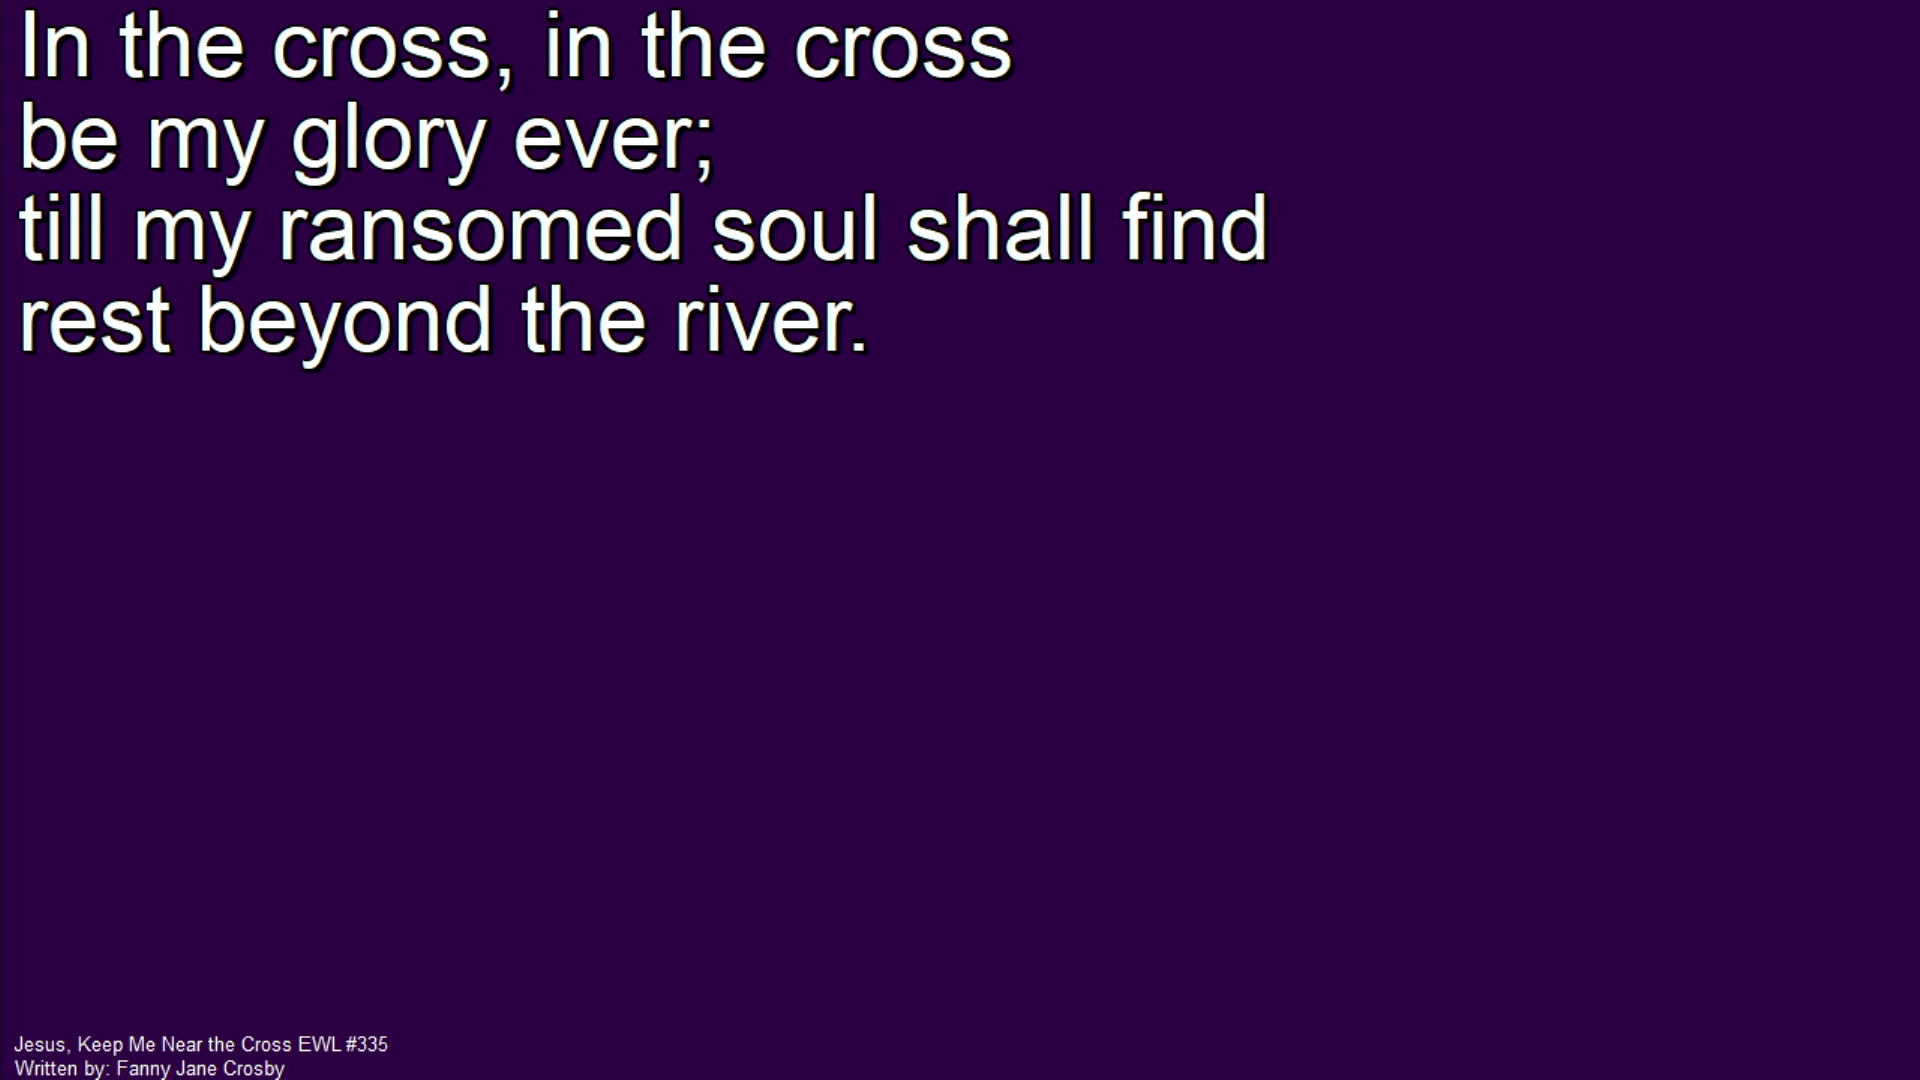 In the cross, in the cross
be my glory ever;
till my ransomed soul shall find
rest beyond the river.
Jesus, Keep Me Near the Cross EWL #335
Written by: Fanny Jane Crosby